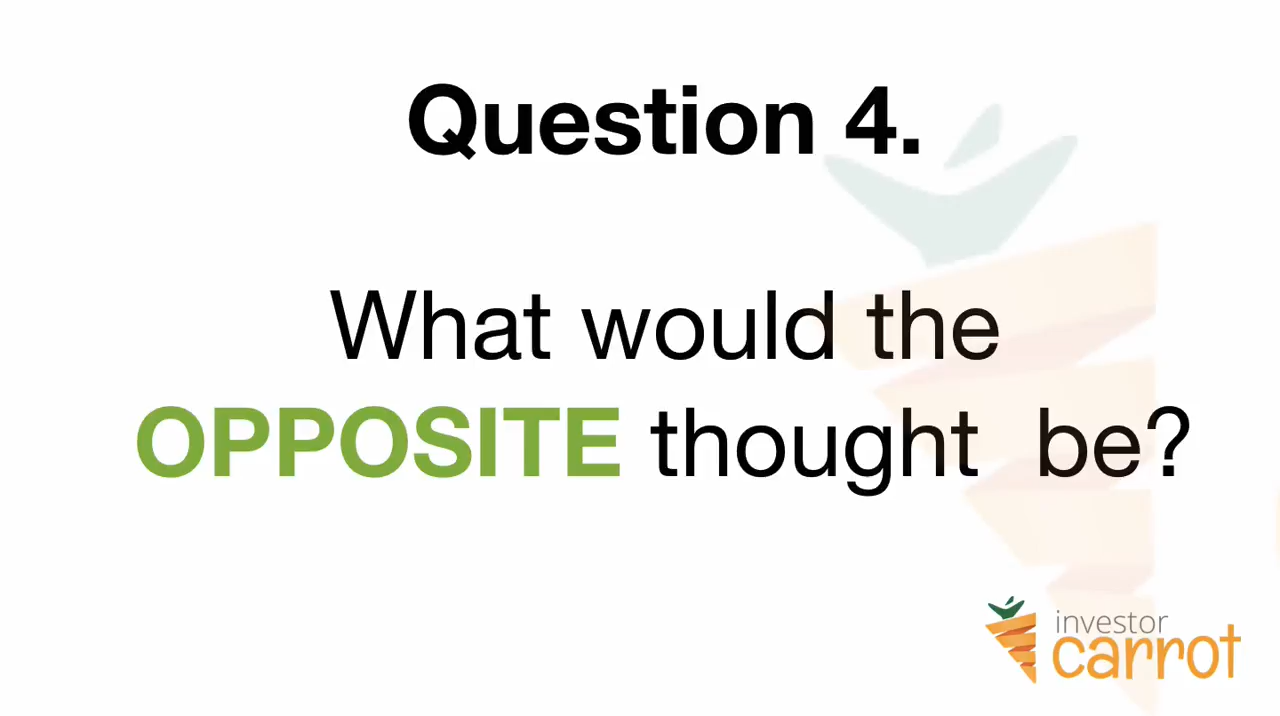 Question 4.
What would the
OPPOSITE thought be?
investor
carrot